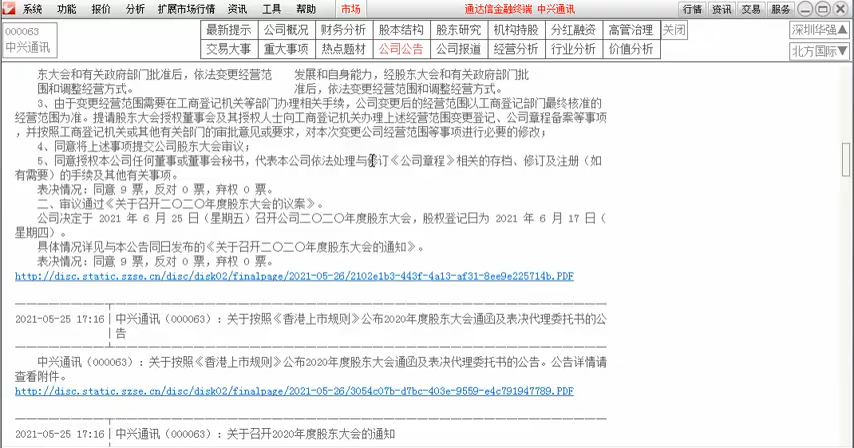 系统 功能 报价 分析 扩展市场行情 资讯 工具 帮助 市场 通达信金融终端 中兴通讯 行情 资讯 交易 服务
000063
中兴通讯
最新提示 公司概况 财务分析 股本结构 股东研究 机构持股 分红融资 高管治理 关闭
交易大事 重大事项 热点题材 公司公告 公司报道 经营分析 行业分析 价值分析
深圳华强▲
北方国际▼
东大会和有关政府部门批准后，依法变更经营范 发展和自身能力，经股东大会和有关政府部门批
围和调整经营方式。 准后，依法变更经营范围和调整经营方式。
3、由于变更经营范围需要在工商登记机关等部门办理相关手续，公司变更后的经营范围以工商登记部门最终核准的
经营范围为准。提请股东大会授权董事会及其授权人士向工商登记机关办理上述经营范围变更登记、公司章程备案等事项
，并按照工商登记机关或其他有关部门的审批意见或要求，对本次变更公司经营范围等事项进行必要的修改；
4、同意将上述事项提交公司股东大会审议；
5、同意授权本公司任何董事或董事会秘书，代表本公司依法处理与修订《公司章程》相关的存档、修订及注册（如
有需要）的手续及其他有关事项。
表决情况：同意 9 票，反对 0 票，弃权 0 票。
二、审议通过《关于召开二〇二〇年度股东大会的议案》。
公司决定于 2021 年 6 月 25 日（星期五）召开公司二〇二〇年度股东大会，股权登记日为 2021 年 6 月 17 日（
星期四）。
具体情况详见与本公告同日发布的《关于召开二〇二〇年度股东大会的通知》。
表决情况：同意 9 票，反对 0 票，弃权 0 票。
http://disc.static.szse.cn/disc/disk02/finalpage/2021-05-26/2102e1b3-443f-4a13-af31-8ee9e225714b.PDF
2021-05-25 17:16 中兴通讯（000063）：关于按照《香港上市规则》公布2020年度股东大会通函及表决代理委托书的公
告
中兴通讯（000063）：关于按照《香港上市规则》公布2020年度股东大会通函及表决代理委托书的公告。公告详情请
查看附件。
http://disc.static.szse.cn/disc/disk02/finalpage/2021-05-26/3054c07b-d7bc-403e-9559-e4c791947789.PDF
2021-05-25 17:16 中兴通讯（000063）：关于召开2020年度股东大会的通知